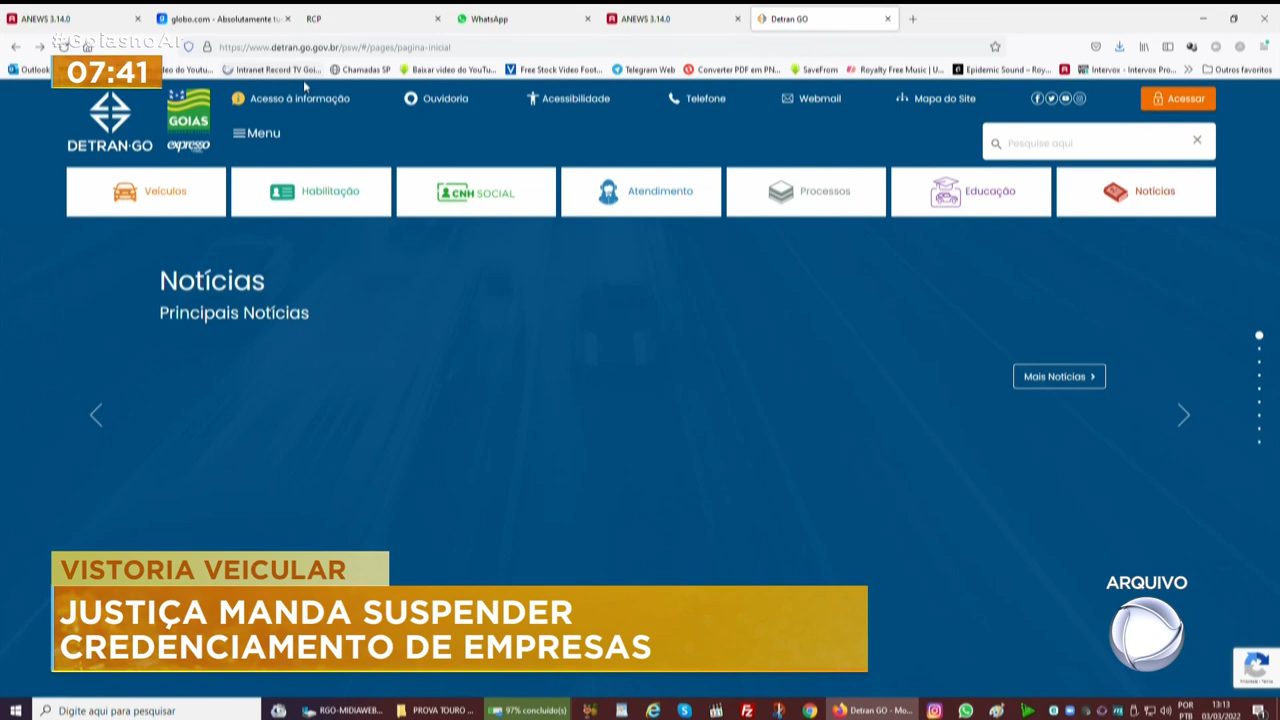 ANEWS 3.14.0
globo.com - Absolutamente tu
RCP
WhatsApp
ANEWS 3.14.0
Detran GO
#GoiasnoAr
https://www.detran.go.gov.br/psw/#/pages/pagina-inicial
07:41
Outlook
deo do Youtu...
Intranet Record TV Goi...
Chamadas SP
Baixar video do YouTu...
Free Stock Video Foot...
Telegram Web
Converter PDF em PN...
SaveFrom
Royalty Free Music | U...
Epidemic Sound – Roy...
Intervox - Intervox Pro...
Outros favoritos
Acesso à Informação
Ouvidoria
Acessibilidade
Telefone
Webmail
Mapa do Site
Acessar
DETRAN·GO
GOIÁS
expresso
Menu
Pesquise aqui
Veículos
Habilitação
CNH SOCIAL
Atendimento
Processos
Educação
Notícias
Notícias
Principais Notícias
Mais Notícias
VISTORIA VEICULAR
JUSTIÇA MANDA SUSPENDER
CREDENCIAMENTO DE EMPRESAS
ARQUIVO
Digite aqui para pesquisar
RGO-MIDIAWEB...
PROVA TOURO ...
97% concluído(s)
Detran GO - Mo...
POR
PTB
13:13
03/03/2022